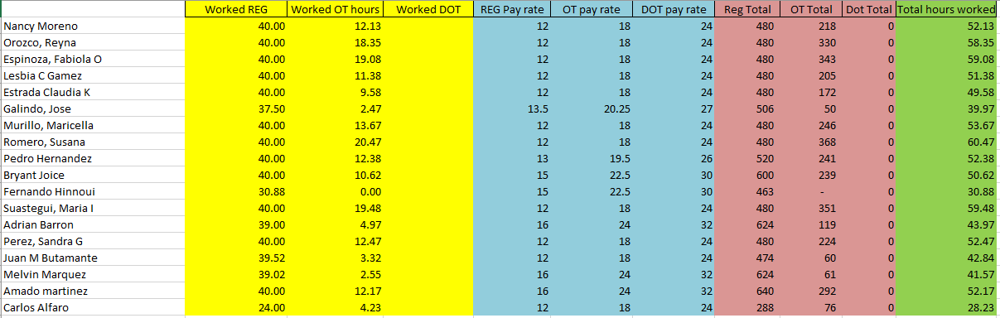 Worked REG Worked OT hours Worked DOT REG Pay rate OT pay rate DOT pay rate Reg Total OT Total Dot Total Total hours worked
Nancy Moreno 40.00 12.13 12 18 24 480 218 0 52.13
Orozco, Reyna 40.00 18.35 12 18 24 480 330 0 58.35
Espinoza, Fabiola O 40.00 19.08 12 18 24 480 343 0 59.08
Lesbia C Gamez 40.00 11.38 12 18 24 480 205 0 51.38
Estrada Claudia K 40.00 9.58 12 18 24 480 172 0 49.58
Galindo, Jose 37.50 2.47 13.5 20.25 27 506 50 0 39.97
Murillo, Maricella 40.00 13.67 12 18 24 480 246 0 53.67
Romero, Susana 40.00 20.47 12 18 24 480 368 0 60.47
Pedro Hernandez 40.00 12.38 13 19.5 26 520 241 0 52.38
Bryant Joice 40.00 10.62 15 22.5 30 600 239 0 50.62
Fernando Hinnoui 30.88 0.00 15 22.5 30 463 - 0 30.88
Suastegui, Maria I 40.00 19.48 12 18 24 480 351 0 59.48
Adrian Barron 39.00 4.97 16 24 32 624 119 0 43.97
Perez, Sandra G 40.00 12.47 12 18 24 480 224 0 52.47
Juan M Butamante 39.52 3.32 12 18 24 474 60 0 42.84
Melvin Marquez 39.02 2.55 16 24 32 624 61 0 41.57
Amado martinez 40.00 12.17 16 24 32 640 292 0 52.17
Carlos Alfaro 24.00 4.23 12 18 24 288 76 0 28.23